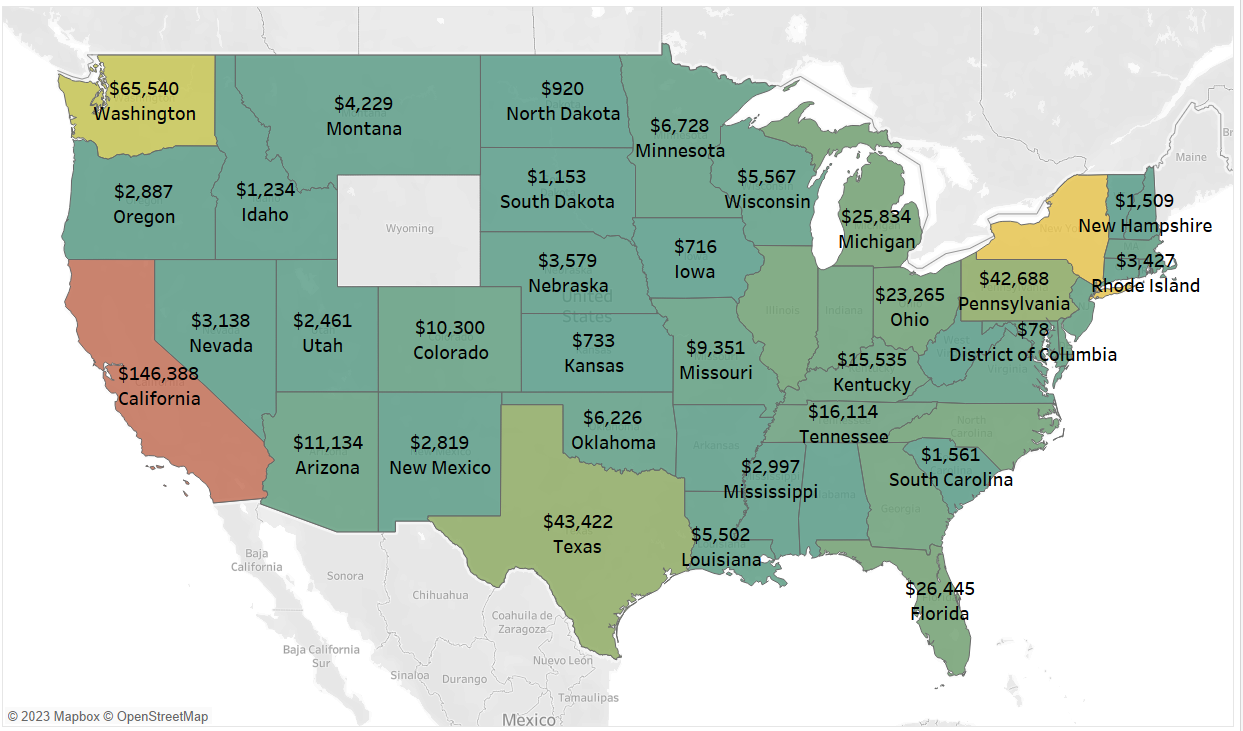 $65,540
Washington
$4,229
Montana
$920
North Dakota
$6,728
Minnesota
Maine
$2,887
Oregon
$1,234
Idaho
Wyoming
$1,153
South Dakota
$5,567
Wisconsin
$25,834
Michigan
$1,509
New Hampshire
$716
Iowa
MA
$3,427
Rhode Island
$3,579
Nebraska
United
States
$42,688
Pennsylvania
$3,138
Nevada
$2,461
Utah
$10,300
Colorado
$733
Kansas
$9,351
Missouri
Illinois
Indiana
$23,265
Ohio
$78
District of Columbia
West
Virginia
$15,535
Kentucky
$146,388
California
$11,134
Arizona
$2,819
New Mexico
$6,226
Oklahoma
Arkansas
$16,114
Tennessee
North
Carolina
$2,997
Mississippi
$1,561
South Carolina
Georgia
$43,422
Texas
$5,502
Louisiana
$26,445
Florida
Baja
California
Sonora
Chihuahua
Coahuila de
Zaragoza
Baja California
Sur
Sinaloa
Durango
Nuevo León
Tamaulipas
Mexico
© 2023 Mapbox © OpenStreetMap